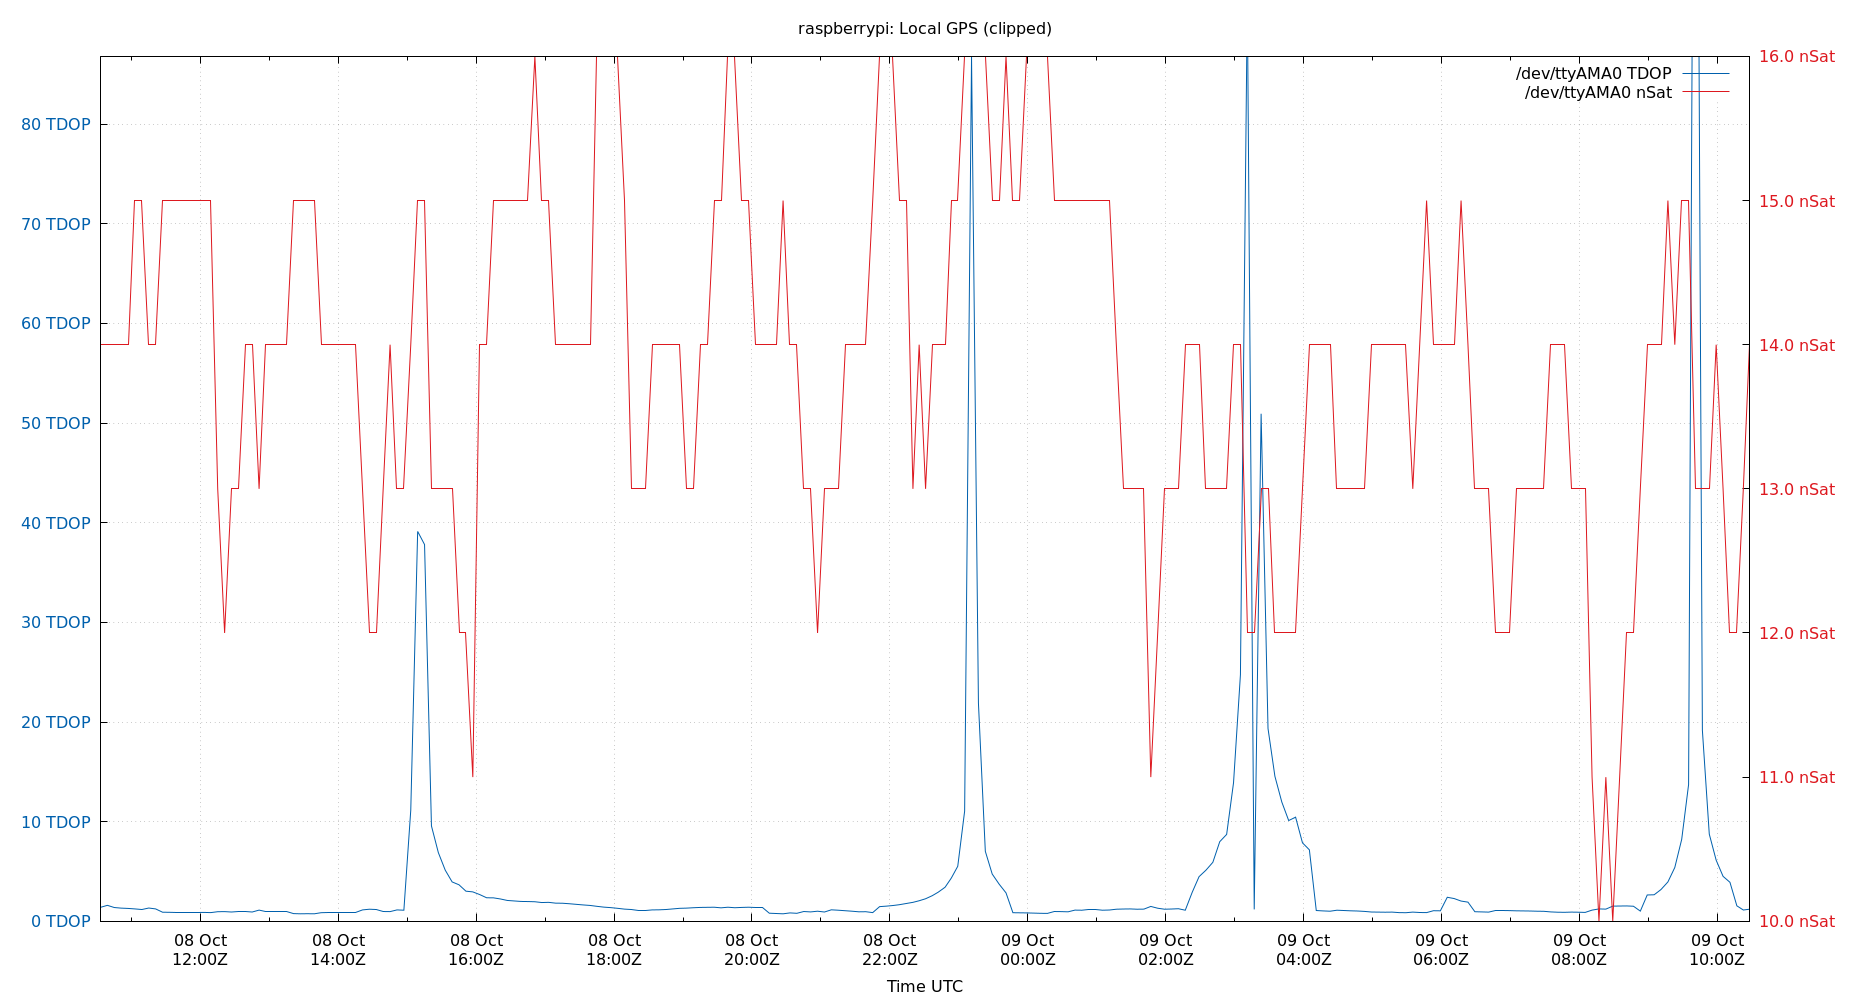 raspberrypi: Local GPS (clipped)
/dev/ttyAMA0 TDOP
/dev/ttyAMA0 nSat
80 TDOP
70 TDOP
60 TDOP
50 TDOP
40 TDOP
30 TDOP
20 TDOP
10 TDOP
0 TDOP
16.0 nSat
15.0 nSat
14.0 nSat
13.0 nSat
12.0 nSat
11.0 nSat
10.0 nSat
08 Oct
12:00Z
08 Oct
14:00Z
08 Oct
16:00Z
08 Oct
18:00Z
08 Oct
20:00Z
08 Oct
22:00Z
09 Oct
00:00Z
09 Oct
02:00Z
09 Oct
04:00Z
09 Oct
06:00Z
09 Oct
08:00Z
09 Oct
10:00Z
Time UTC